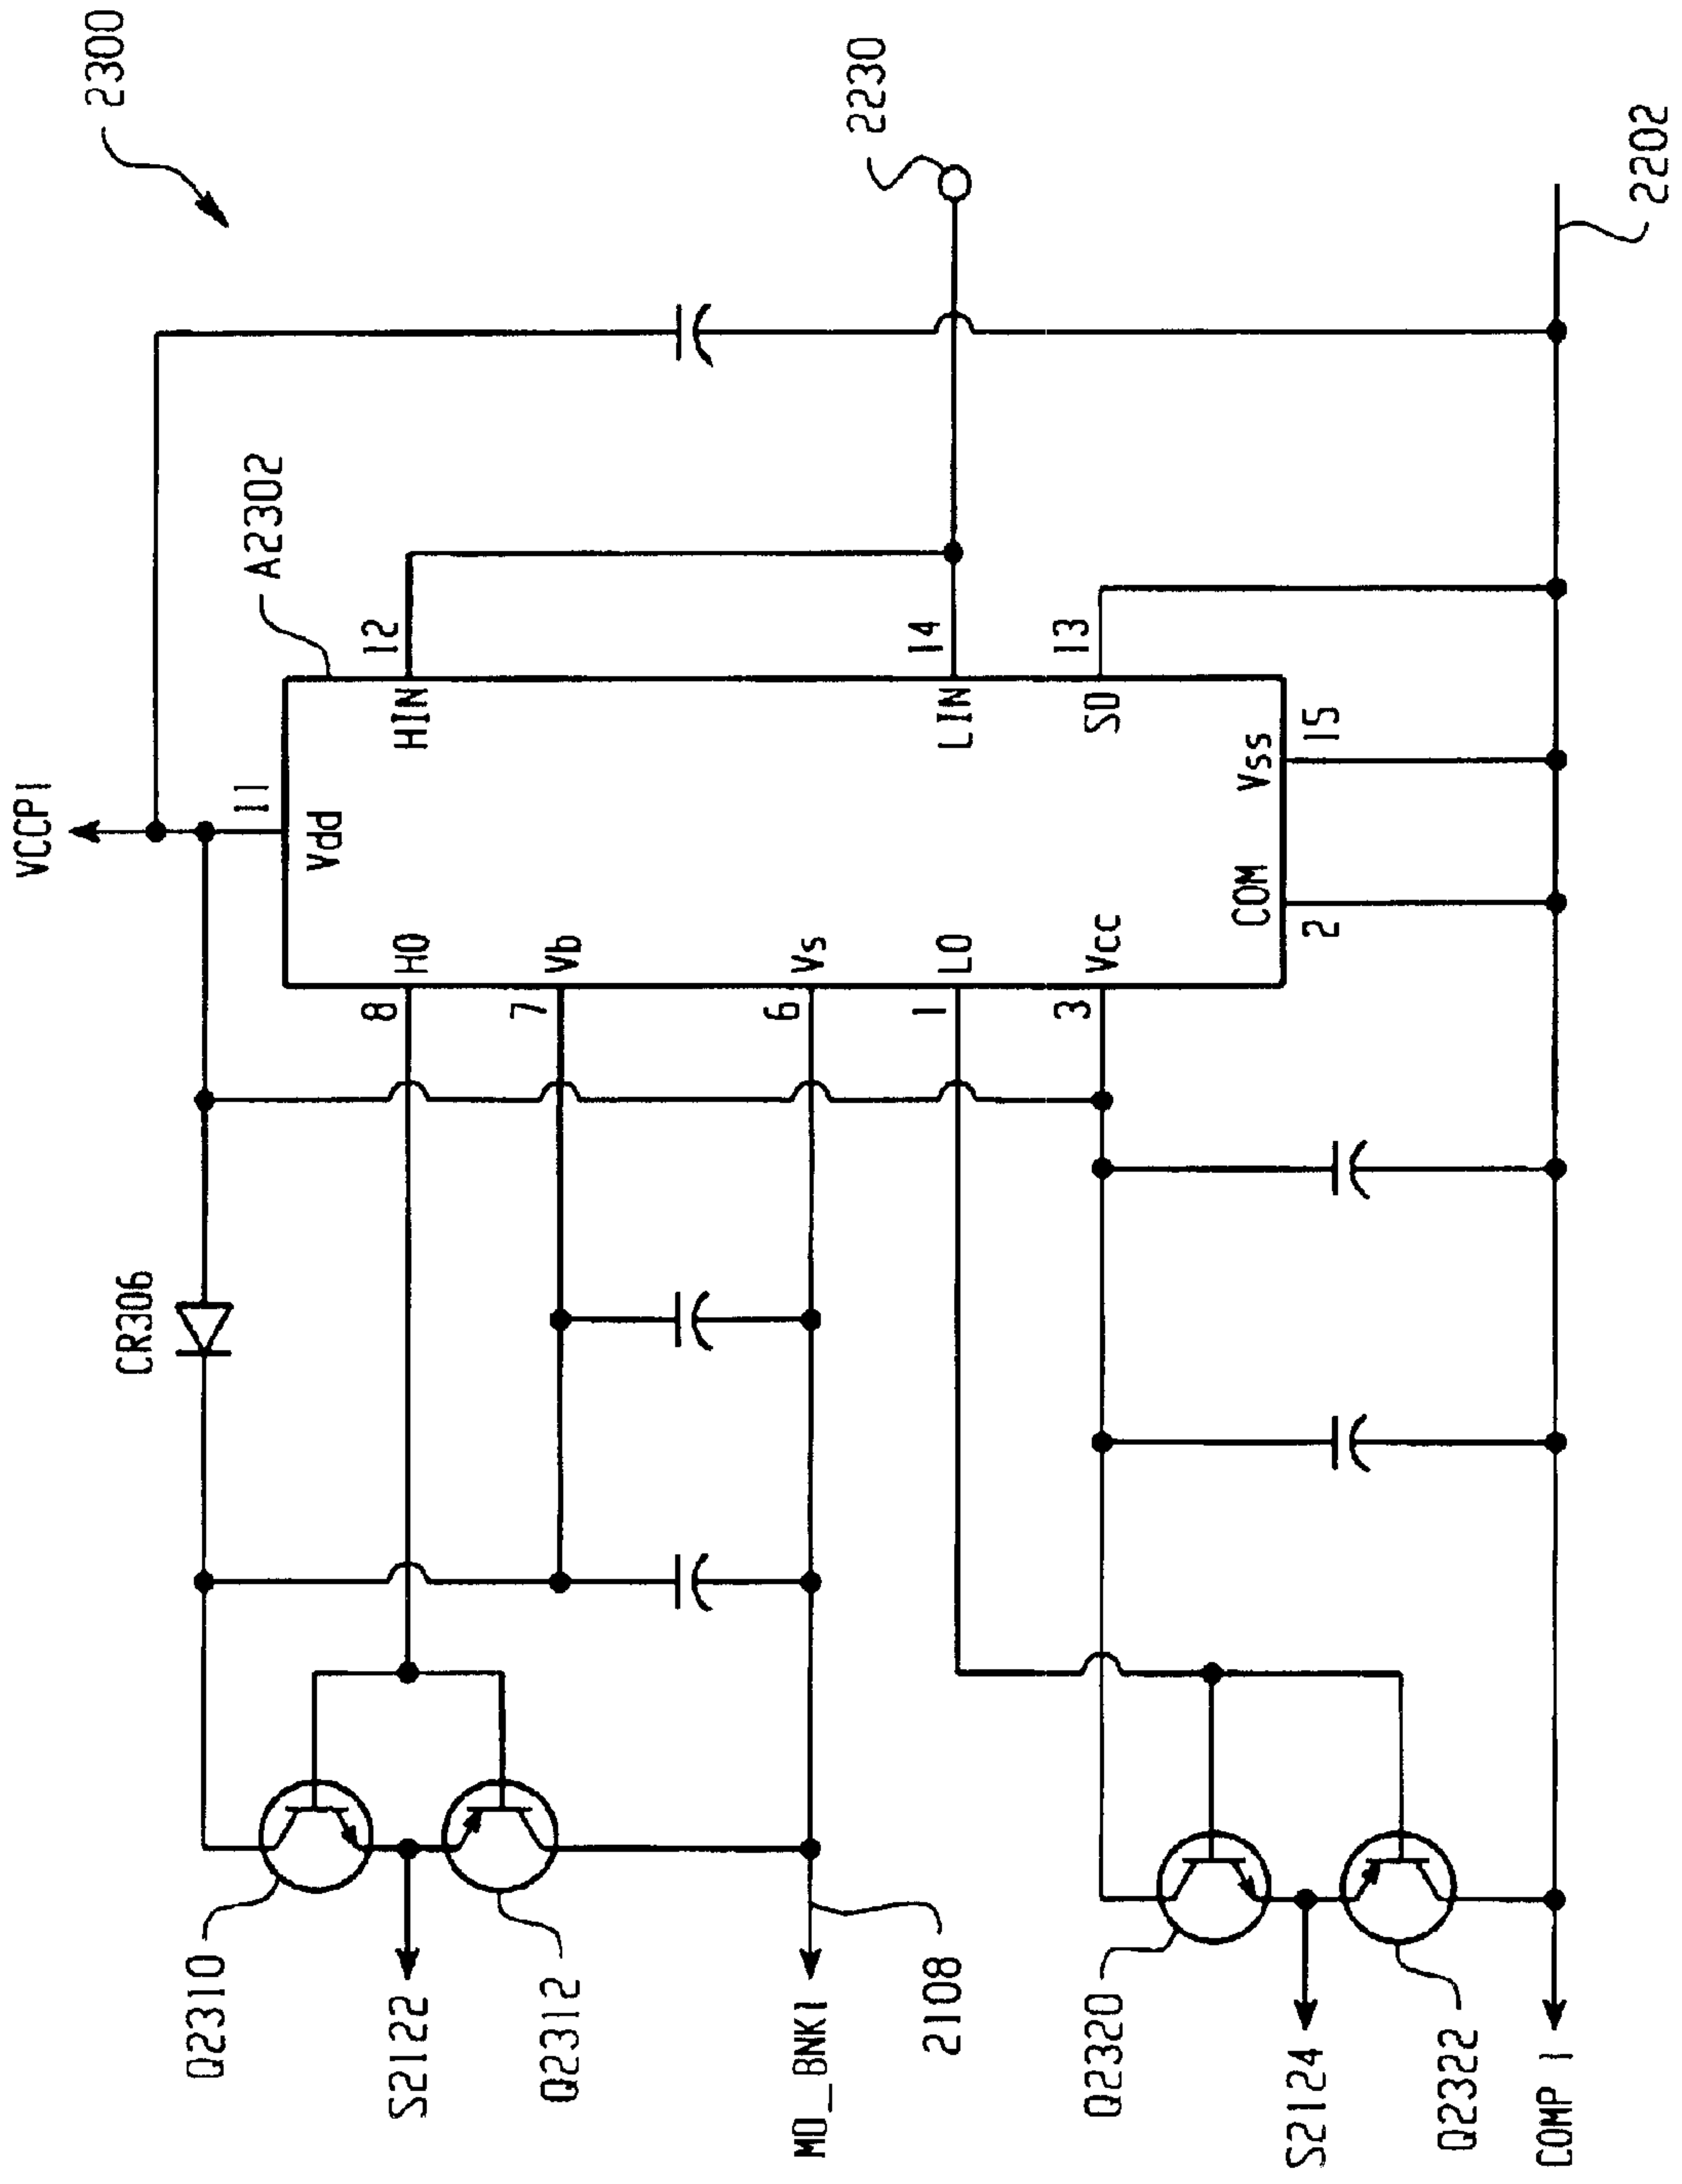 2300
VCCP1
A2302
2230
2202
CR306
11
Vdd
8
HO
HIN
12
7
Vb
6
Vs
1
LO
LIN
14
3
Vcc
SD
13
COM
2
Vss
15
Q2310
S2122
Q2312
MO_BNK1
2108
Q2320
S2124
Q2322
COMP 1